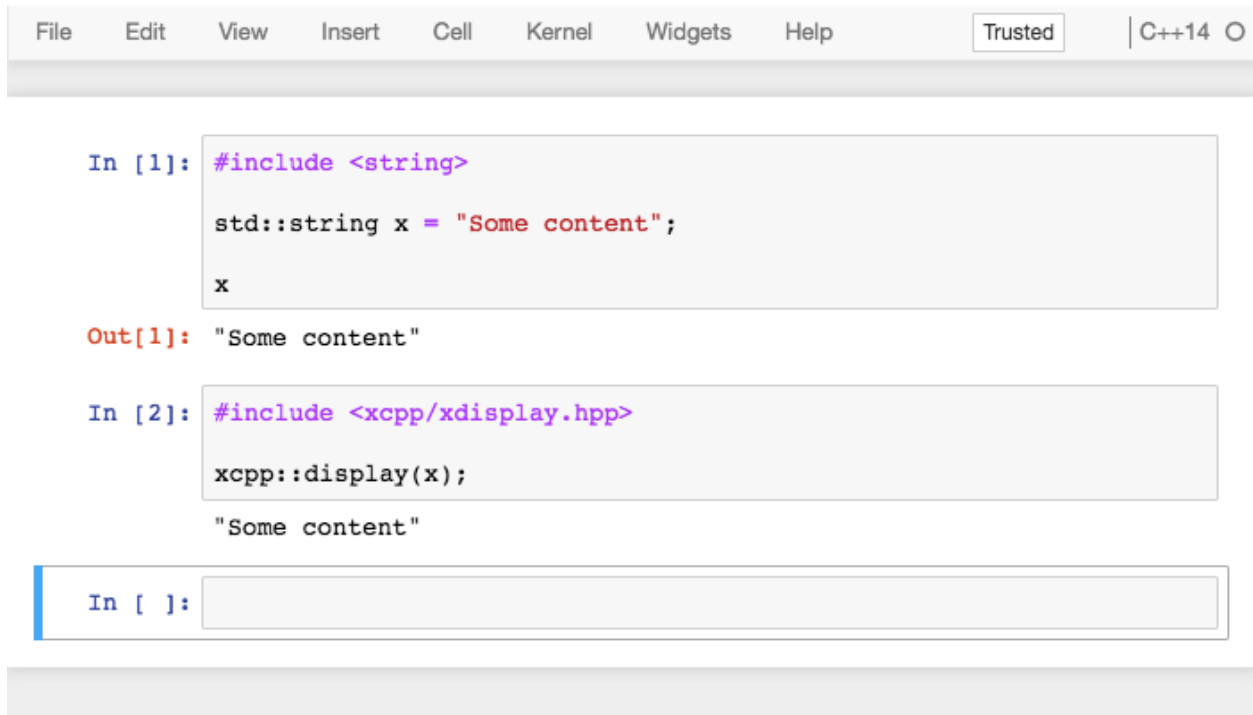 File Edit View Insert Cell Kernel Widgets Help Trusted C++14
In [1]: #include <string>
std::string x = "Some content";
x
Out[1]: "Some content"
In [2]: #include <xcpp/xdisplay.hpp>
xcpp::display(x);
"Some content"
In [ ]: